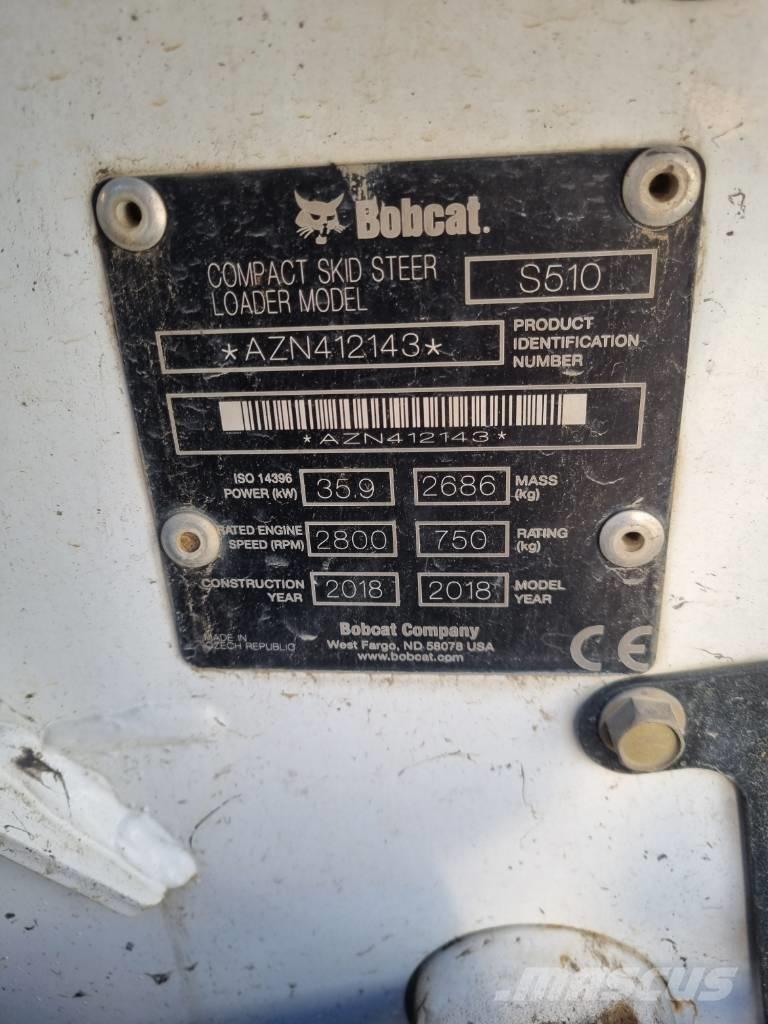 Bobcat.
COMPACT SKID STEER
LOADER MODEL
S510
*AZN412143*
PRODUCT
IDENTIFICATION
NUMBER
*AZN412143*
ISO 14396
POWER (kW)
35.9
2686
MASS
(kg)
RATED ENGINE
SPEED (RPM)
2800
750
RATING
(kg)
CONSTRUCTION
YEAR
2018
2018
MODEL
YEAR
MADE IN
CZECH REPUBLIC
Bobcat Company
West Fargo, ND 58078 USA
www.bobcat.com
CE
MASCUS